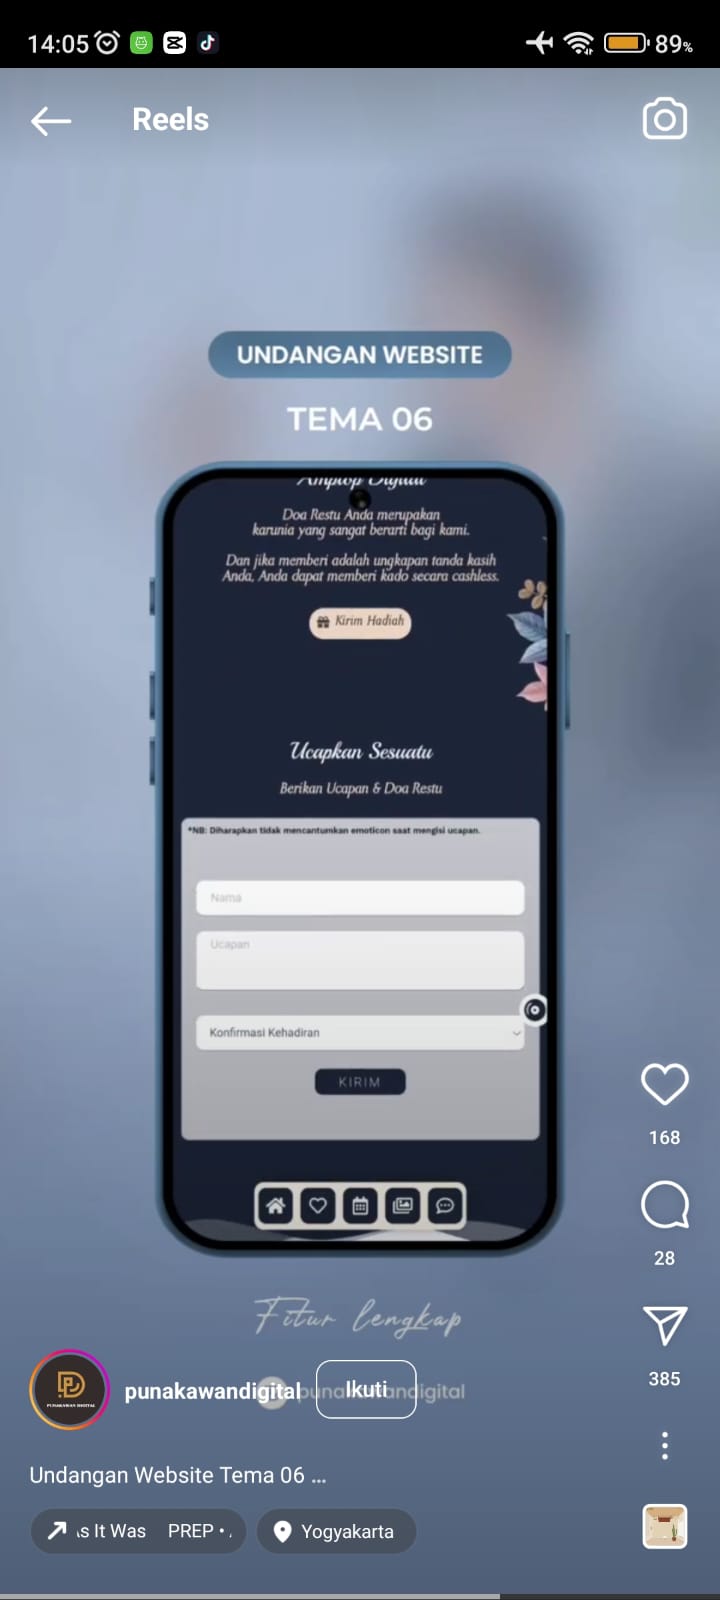 14:05
89%
Reels
UNDANGAN WEBSITE
TEMA 06
Amplop Digital
Doa Restu Anda merupakan
karunia yang sangat berarti bagi kami.
Dan jika memberi adalah ungkapan tanda kasih
Anda, Anda dapat memberi kado secara cashless.
Kirim Hadiah
Ucapkan Sesuatu
Berikan Ucapan & Doa Restu
*NB: Diharapkan tidak mencantumkan emoticon saat mengisi ucapan.
Nama
Ucapan
Konfirmasi Kehadiran
KIRIM
168
28
Fitur lengkap
385
PUNAKAWAN DIGITAL
punakawandigital
punakawandigital
Ikuti
Undangan Website Tema 06 ...
As It Was PREP •
Yogyakarta